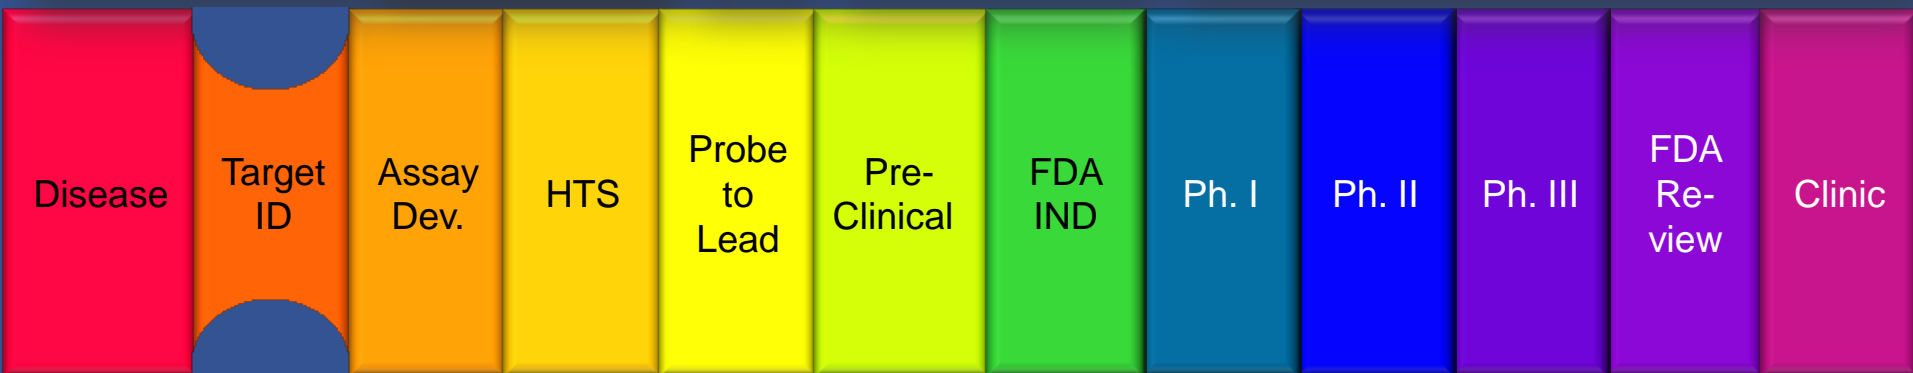 Disease
Target
ID
Assay
Dev.
HTS
Probe
to
Lead
Pre-
Clinical
FDA
IND
Ph. I
Ph. II
Ph. III
FDA
Re-
view
Clinic